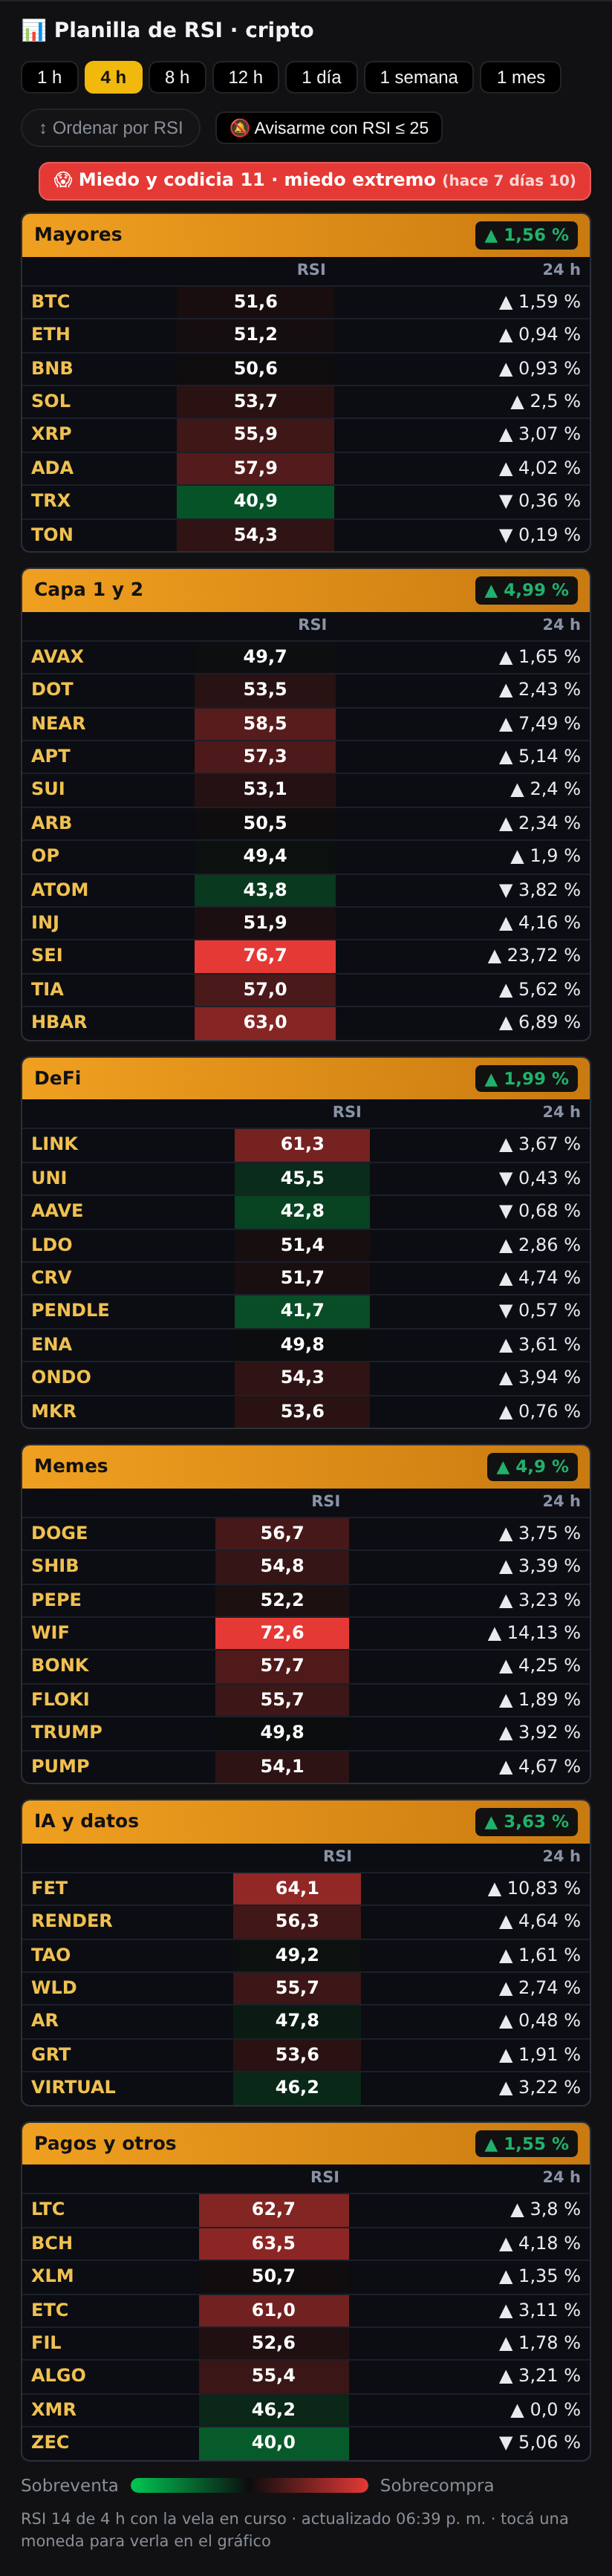 📊 Planilla de RSI · cripto
1 h 4 h 8 h 12 h 1 día 1 semana 1 mes
↕ Ordenar por RSI 🔕 Avisarme con RSI ≤ 25
😱 Miedo y codicia 11 · miedo extremo (hace 7 días 10)
Mayores ▲ 1,56 %
RSI 24 h
BTC 51,6 ▲ 1,59 %
ETH 51,2 ▲ 0,94 %
BNB 50,6 ▲ 0,93 %
SOL 53,7 ▲ 2,5 %
XRP 55,9 ▲ 3,07 %
ADA 57,9 ▲ 4,02 %
TRX 40,9 ▼ 0,36 %
TON 54,3 ▼ 0,19 %
Capa 1 y 2 ▲ 4,99 %
RSI 24 h
AVAX 49,7 ▲ 1,65 %
DOT 53,5 ▲ 2,43 %
NEAR 58,5 ▲ 7,49 %
APT 57,3 ▲ 5,14 %
SUI 53,1 ▲ 2,4 %
ARB 50,5 ▲ 2,34 %
OP 49,4 ▲ 1,9 %
ATOM 43,8 ▼ 3,82 %
INJ 51,9 ▲ 4,16 %
SEI 76,7 ▲ 23,72 %
TIA 57,0 ▲ 5,62 %
HBAR 63,0 ▲ 6,89 %
DeFi ▲ 1,99 %
RSI 24 h
LINK 61,3 ▲ 3,67 %
UNI 45,5 ▼ 0,43 %
AAVE 42,8 ▼ 0,68 %
LDO 51,4 ▲ 2,86 %
CRV 51,7 ▲ 4,74 %
PENDLE 41,7 ▼ 0,57 %
ENA 49,8 ▲ 3,61 %
ONDO 54,3 ▲ 3,94 %
MKR 53,6 ▲ 0,76 %
Memes ▲ 4,9 %
RSI 24 h
DOGE 56,7 ▲ 3,75 %
SHIB 54,8 ▲ 3,39 %
PEPE 52,2 ▲ 3,23 %
WIF 72,6 ▲ 14,13 %
BONK 57,7 ▲ 4,25 %
FLOKI 55,7 ▲ 1,89 %
TRUMP 49,8 ▲ 3,92 %
PUMP 54,1 ▲ 4,67 %
IA y datos ▲ 3,63 %
RSI 24 h
FET 64,1 ▲ 10,83 %
RENDER 56,3 ▲ 4,64 %
TAO 49,2 ▲ 1,61 %
WLD 55,7 ▲ 2,74 %
AR 47,8 ▲ 0,48 %
GRT 53,6 ▲ 1,91 %
VIRTUAL 46,2 ▲ 3,22 %
Pagos y otros ▲ 1,55 %
RSI 24 h
LTC 62,7 ▲ 3,8 %
BCH 63,5 ▲ 4,18 %
XLM 50,7 ▲ 1,35 %
ETC 61,0 ▲ 3,11 %
FIL 52,6 ▲ 1,78 %
ALGO 55,4 ▲ 3,21 %
XMR 46,2 ▲ 0,0 %
ZEC 40,0 ▼ 5,06 %
Sobreventa Sobrecompra
RSI 14 de 4 h con la vela en curso · actualizado 06:39 p. m. · tocá una
moneda para verla en el gráfico